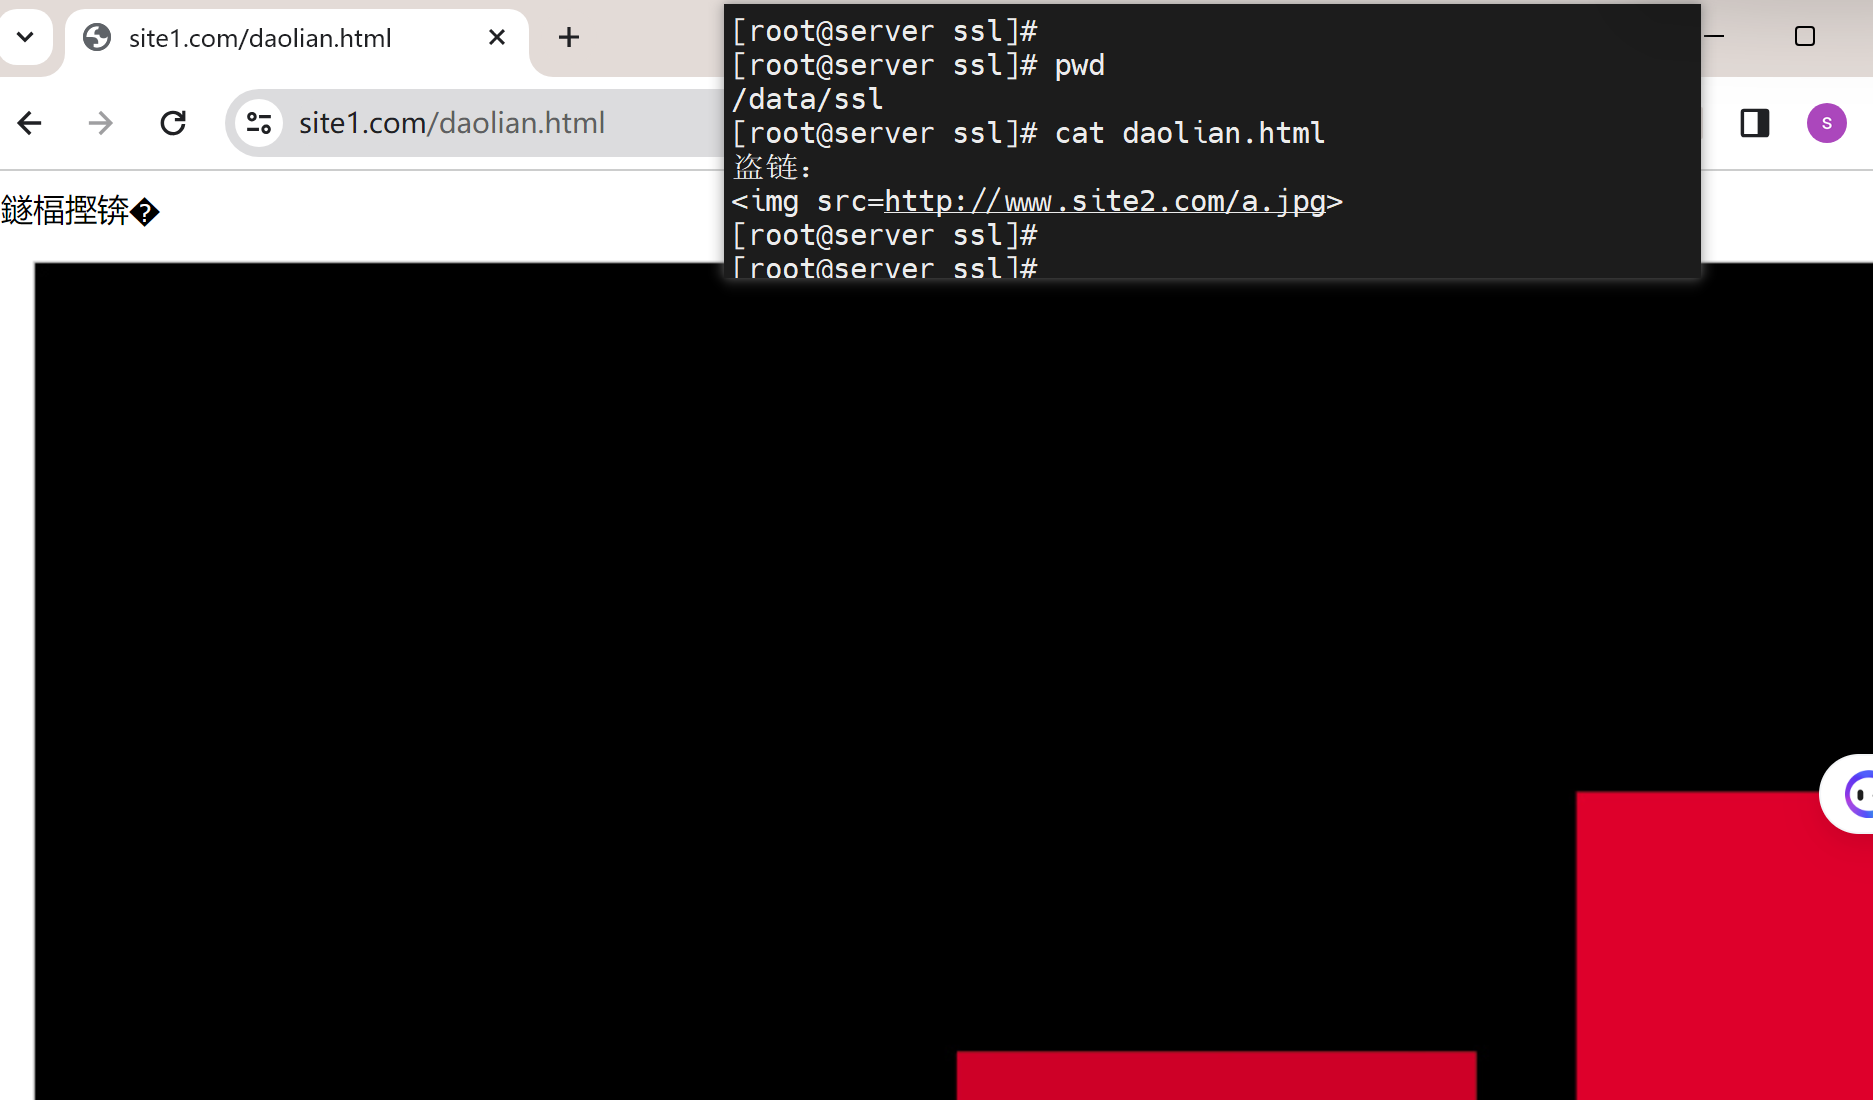 site1.com/daolian.html
site1.com/daolian.html
S
[root@server ssl]#
[root@server ssl]# pwd
/data/ssl
[root@server ssl]# cat daolian.html
盗链：
<img src=http://www.site2.com/a.jpg>
[root@server ssl]#
[root@server ssl]#
鐩楅摼锛�